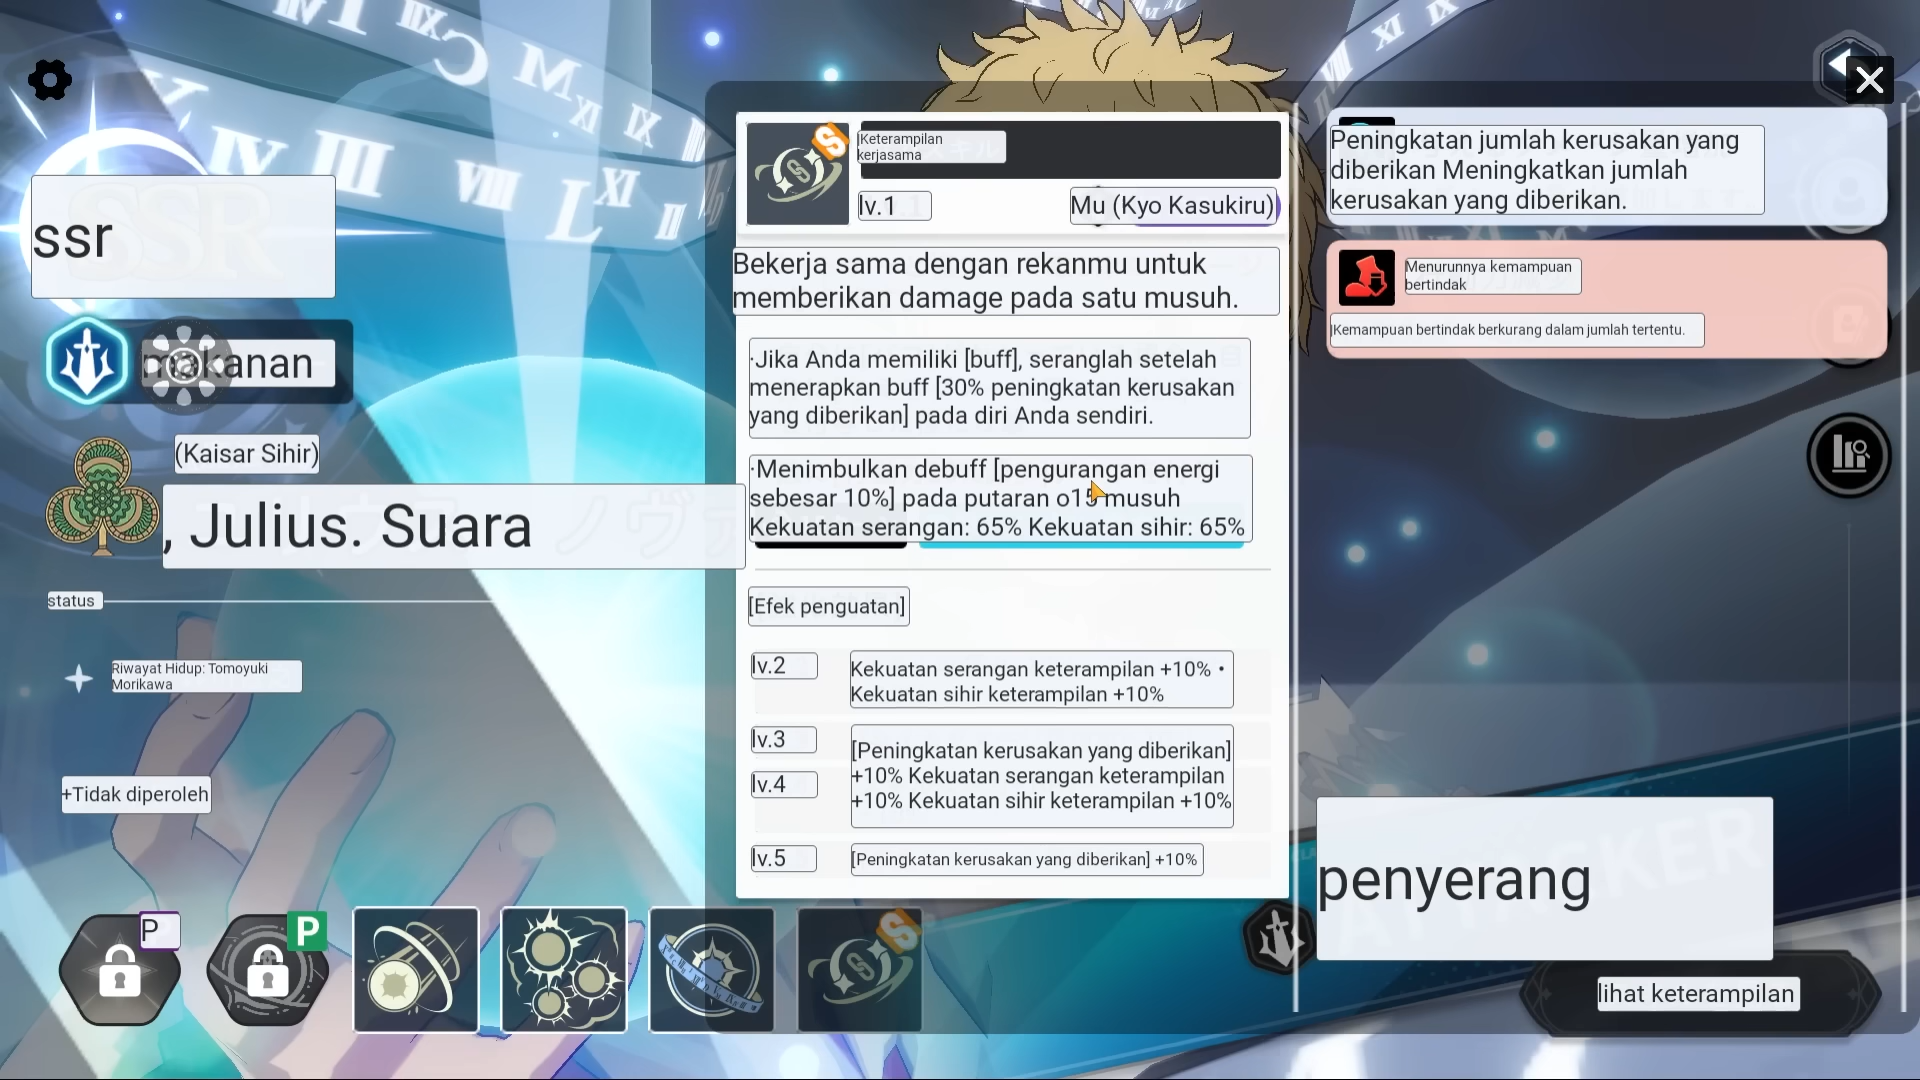 ssr
makanan
(Kaisar Sihir)
, Julius. Suara
status
Riwayat Hidup: Tomoyuki
Morikawa
+Tidak diperoleh
P
P
Keterampilan
kerjasama
lv.1
Mu (Kyo Kasukiru)
Bekerja sama dengan rekanmu untuk
memberikan damage pada satu musuh.
·Jika Anda memiliki [buff], seranglah setelah
menerapkan buff [30% peningkatan kerusakan
yang diberikan] pada diri Anda sendiri.
·Menimbulkan debuff [pengurangan energi
sebesar 10%] pada putaran o15 musuh
Kekuatan serangan: 65% Kekuatan sihir: 65%
[Efek penguatan]
lv.2
Kekuatan serangan keterampilan +10% •
Kekuatan sihir keterampilan +10%
lv.3
lv.4
[Peningkatan kerusakan yang diberikan]
+10% Kekuatan serangan keterampilan
+10% Kekuatan sihir keterampilan +10%
lv.5
[Peningkatan kerusakan yang diberikan] +10%
Peningkatan jumlah kerusakan yang
diberikan Meningkatkan jumlah
kerusakan yang diberikan.
Menurunnya kemampuan
bertindak
Kemampuan bertindak berkurang dalam jumlah tertentu.
penyerang
lihat keterampilan